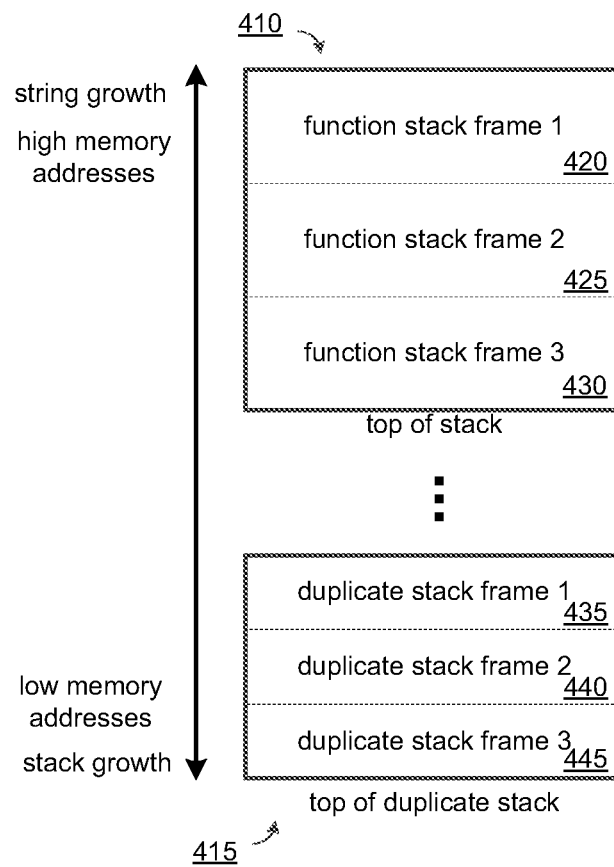 410
string growth
high memory
addresses
function stack frame 1
420
function stack frame 2
425
function stack frame 3
430
top of stack
duplicate stack frame 1
435
duplicate stack frame 2
440
low memory
addresses
duplicate stack frame 3
445
stack growth
top of duplicate stack
415